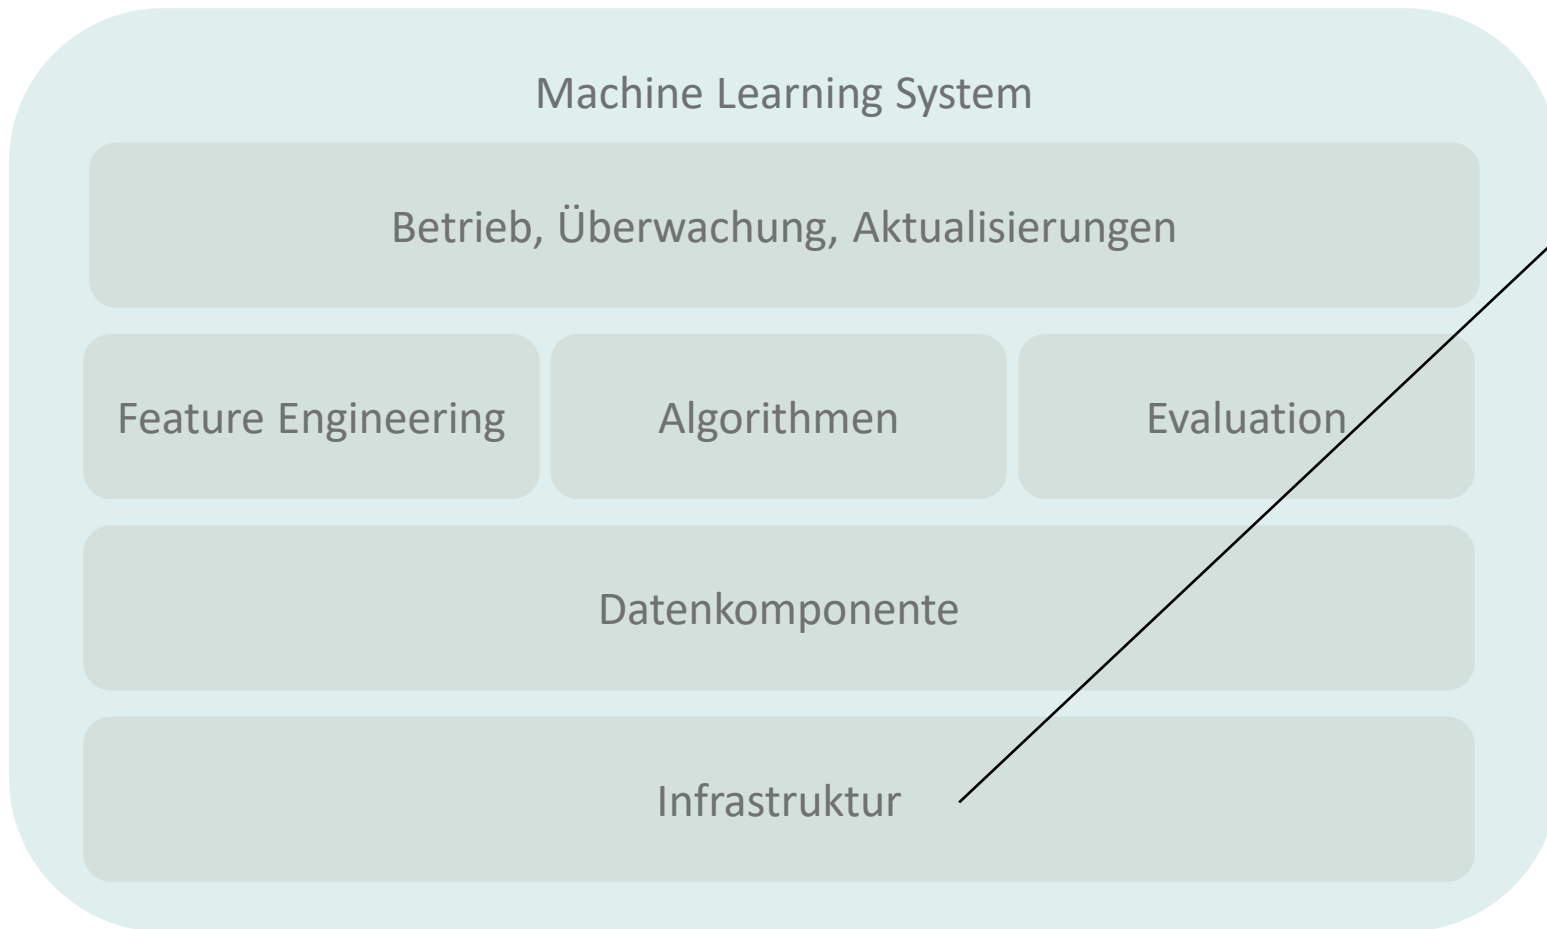 Machine Learning System
Betrieb, Überwachung, Aktualisierungen
Feature Engineering
Algorithmen
Evaluation
Datenkomponente
Infrastruktur